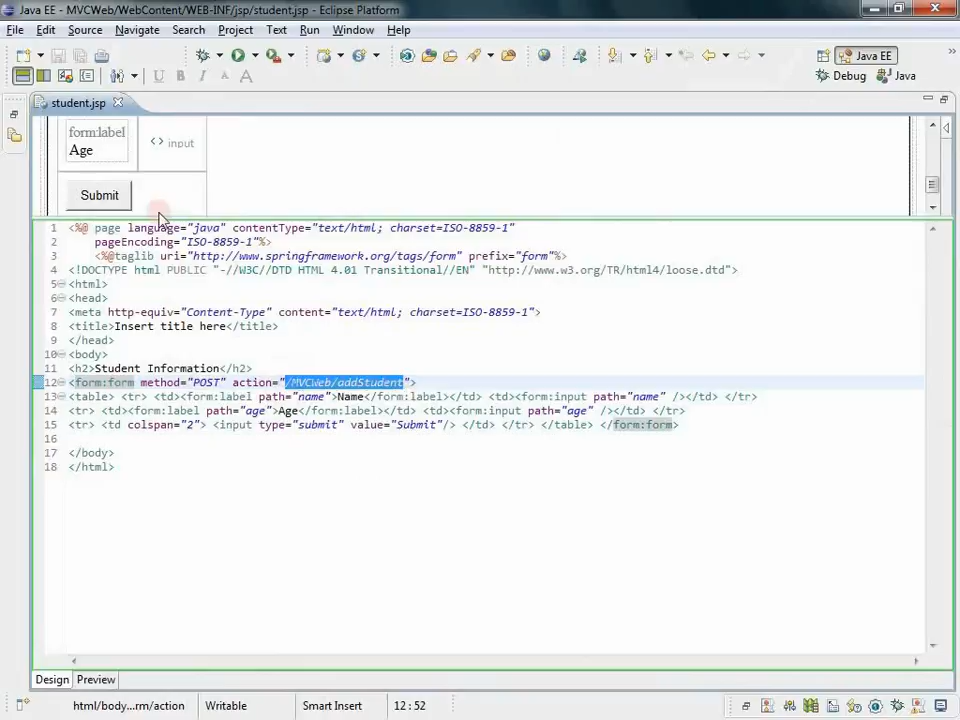 Java EE - MVCWeb/WebContent/WEB-INF/jsp/student.jsp - Eclipse Platform
File Edit Source Navigate Search Project Text Run Window Help
Java EE
Debug Java
student.jsp
form:label
Age
<> input
Submit
1 <%@ page language="java" contentType="text/html; charset=ISO-8859-1"
2 pageEncoding="ISO-8859-1"%>
3 <%@taglib uri="http://www.springframework.org/tags/form" prefix="form"%>
4 <!DOCTYPE html PUBLIC "-//W3C//DTD HTML 4.01 Transitional//EN" "http://www.w3.org/TR/html4/loose.dtd">
5 <html>
6 <head>
7 <meta http-equiv="Content-Type" content="text/html; charset=ISO-8859-1">
8 <title>Insert title here</title>
9 </head>
10 <body>
11 <h2>Student Information</h2>
12 <form:form method="POST" action="/MVCWeb/addStudent">
13 <table> <tr> <td><form:label path="name">Name</form:label></td> <td><form:input path="name" /></td> </tr>
14 <tr> <td><form:label path="age">Age</form:label></td> <td><form:input path="age" /></td> </tr>
15 <tr> <td colspan="2"> <input type="submit" value="Submit"/> </td> </tr> </table> </form:form>
16
17 </body>
18 </html>
Design Preview
html/body...rm/action Writable Smart Insert 12:52